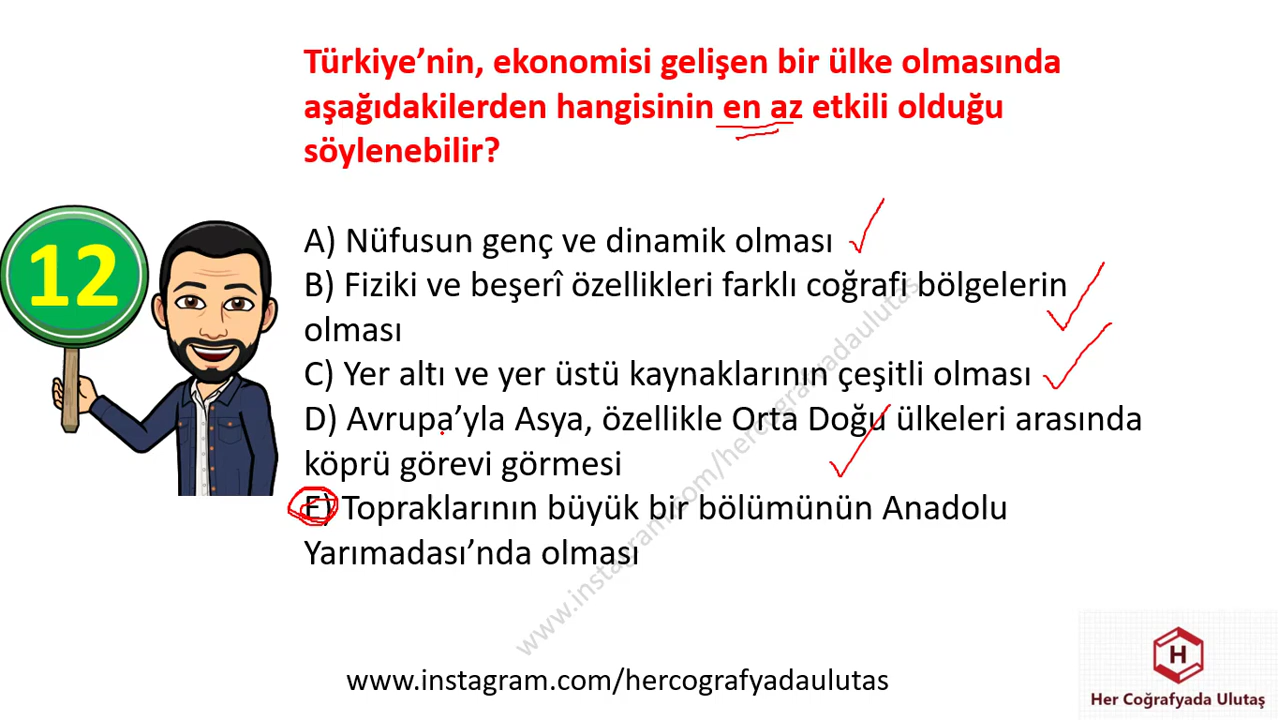 Türkiye’nin, ekonomisi gelişen bir ülke olmasında
aşağıdakilerden hangisinin en az etkili olduğu
söylenebilir?
12
A) Nüfusun genç ve dinamik olması
B) Fiziki ve beşerî özellikleri farklı coğrafi bölgelerin
olması
C) Yer altı ve yer üstü kaynaklarının çeşitli olması
D) Avrupa’yla Asya, özellikle Orta Doğu ülkeleri arasında
köprü görevi görmesi
E) Topraklarının büyük bir bölümünün Anadolu
Yarımadası’nda olması
www.instagram.com/hercografyadaulutas
www.instagram.com/hercografyadaulutas
H
Her Coğrafyada Ulutaş